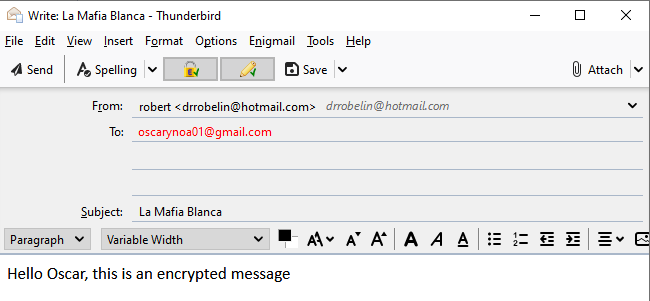 Write: La Mafia Blanca - Thunderbird
File Edit View Insert Format Options Enigmail Tools Help
Send Spelling Save Attach
From: robert <drrobelin@hotmail.com> drrobelin@hotmail.com
To: oscarynoa01@gmail.com
Subject: La Mafia Blanca
Paragraph Variable Width
Hello Oscar, this is an encrypted message